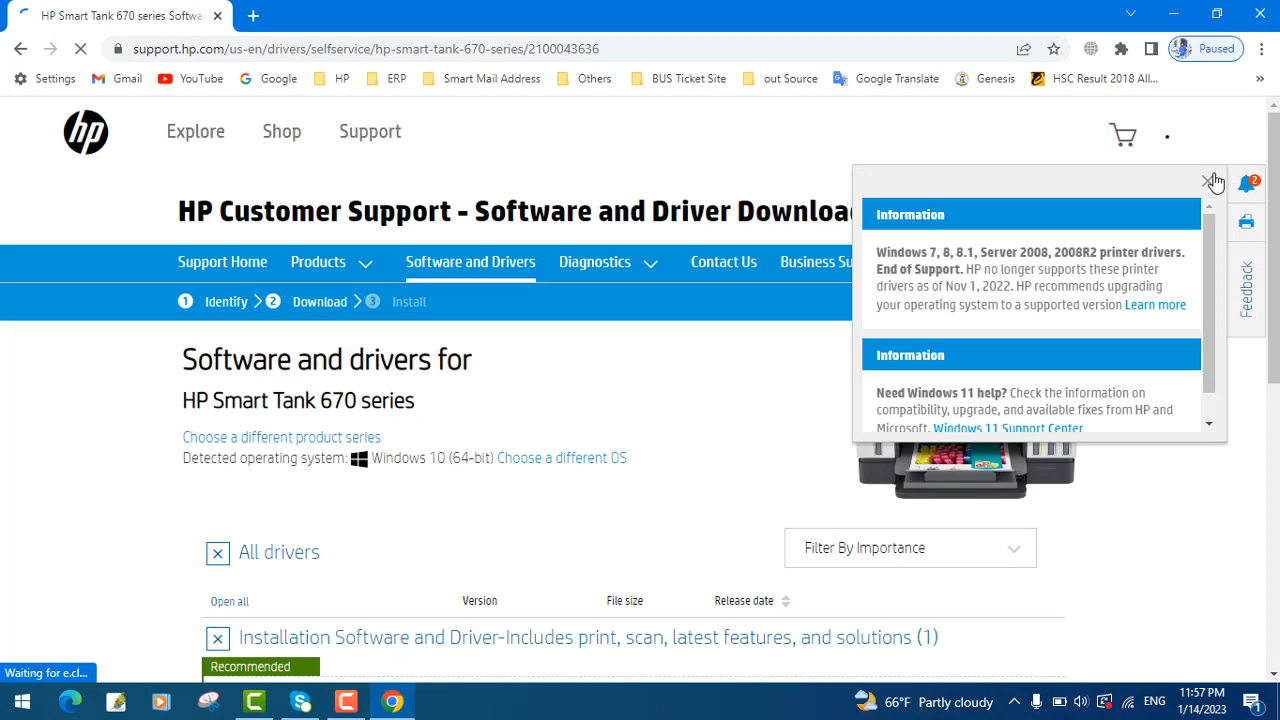 HP Smart Tank 670 series Softwa
support.hp.com/us-en/drivers/selfservice/hp-smart-tank-670-series/2100043636
Paused
Settings
Gmail
YouTube
Google
HP
ERP
Smart Mail Address
Others
BUS Ticket Site
out Source
Google Translate
Genesis
HSC Result 2018 All...
»
hp
Explore
Shop
Support
HP Customer Support - Software and Driver Downloa
2
Feedback
Information
Windows 7, 8, 8.1, Server 2008, 2008R2 printer drivers.
End of Support. HP no longer supports these printer
drivers as of Nov 1, 2022. HP recommends upgrading
your operating system to a supported version Learn more
Information
Need Windows 11 help? Check the information on
compatibility, upgrade, and available fixes from HP and
Microsoft. Windows 11 Support Center
Support Home
Products
Software and Drivers
Diagnostics
Contact Us
Business Su
1 Identify
2 Download
3 Install
Software and drivers for
HP Smart Tank 670 series
Choose a different product series
Detected operating system: Windows 10 (64-bit) Choose a different OS
All drivers
Filter By Importance
Open all
Version
File size
Release date
Installation Software and Driver-Includes print, scan, latest features, and solutions (1)
Recommended
Waiting for e.cl...
66°F Partly cloudy
ENG
11:57 PM
1/14/2023
1